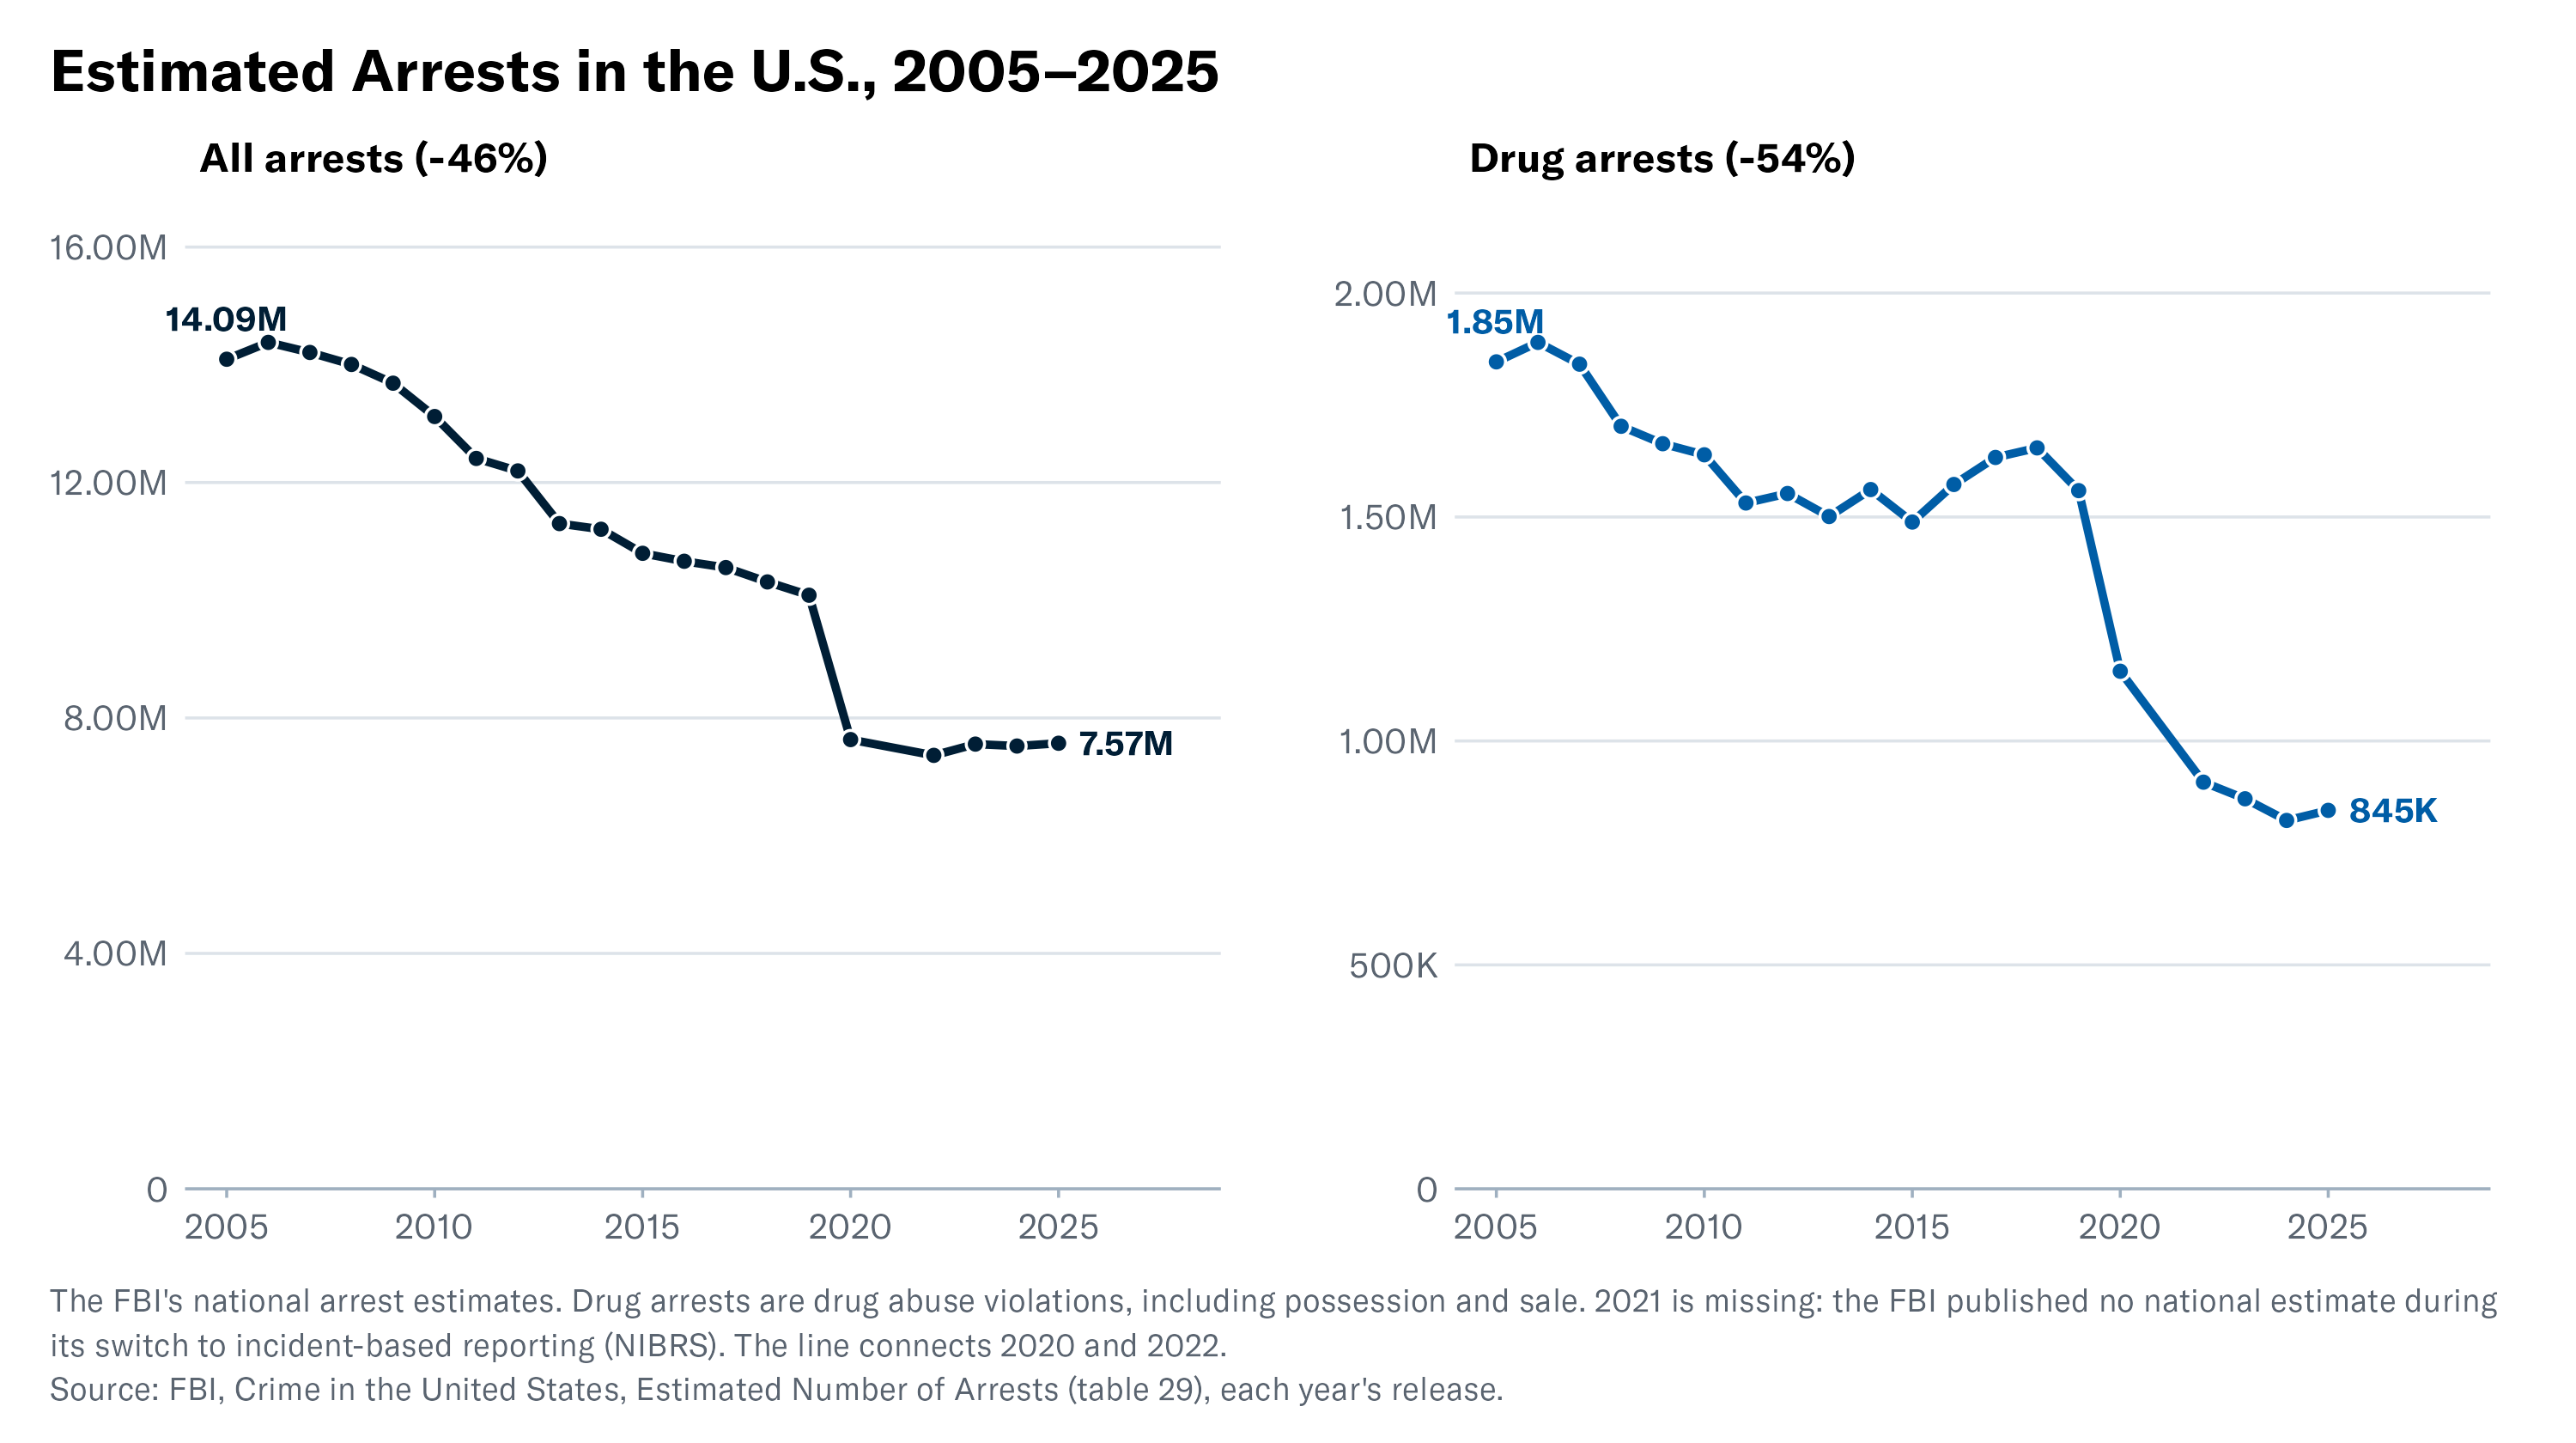 Estimated Arrests in the U.S., 2005–2025
All arrests (-46%)
16.00M
14.09M
12.00M
8.00M
7.57M
4.00M
0
2005
2010
2015
2020
2025
Drug arrests (-54%)
2.00M
1.85M
1.50M
1.00M
845K
500K
0
2005
2010
2015
2020
2025
The FBI's national arrest estimates. Drug arrests are drug abuse violations, including possession and sale. 2021 is missing: the FBI published no national estimate during
its switch to incident-based reporting (NIBRS). The line connects 2020 and 2022.
Source: FBI, Crime in the United States, Estimated Number of Arrests (table 29), each year's release.